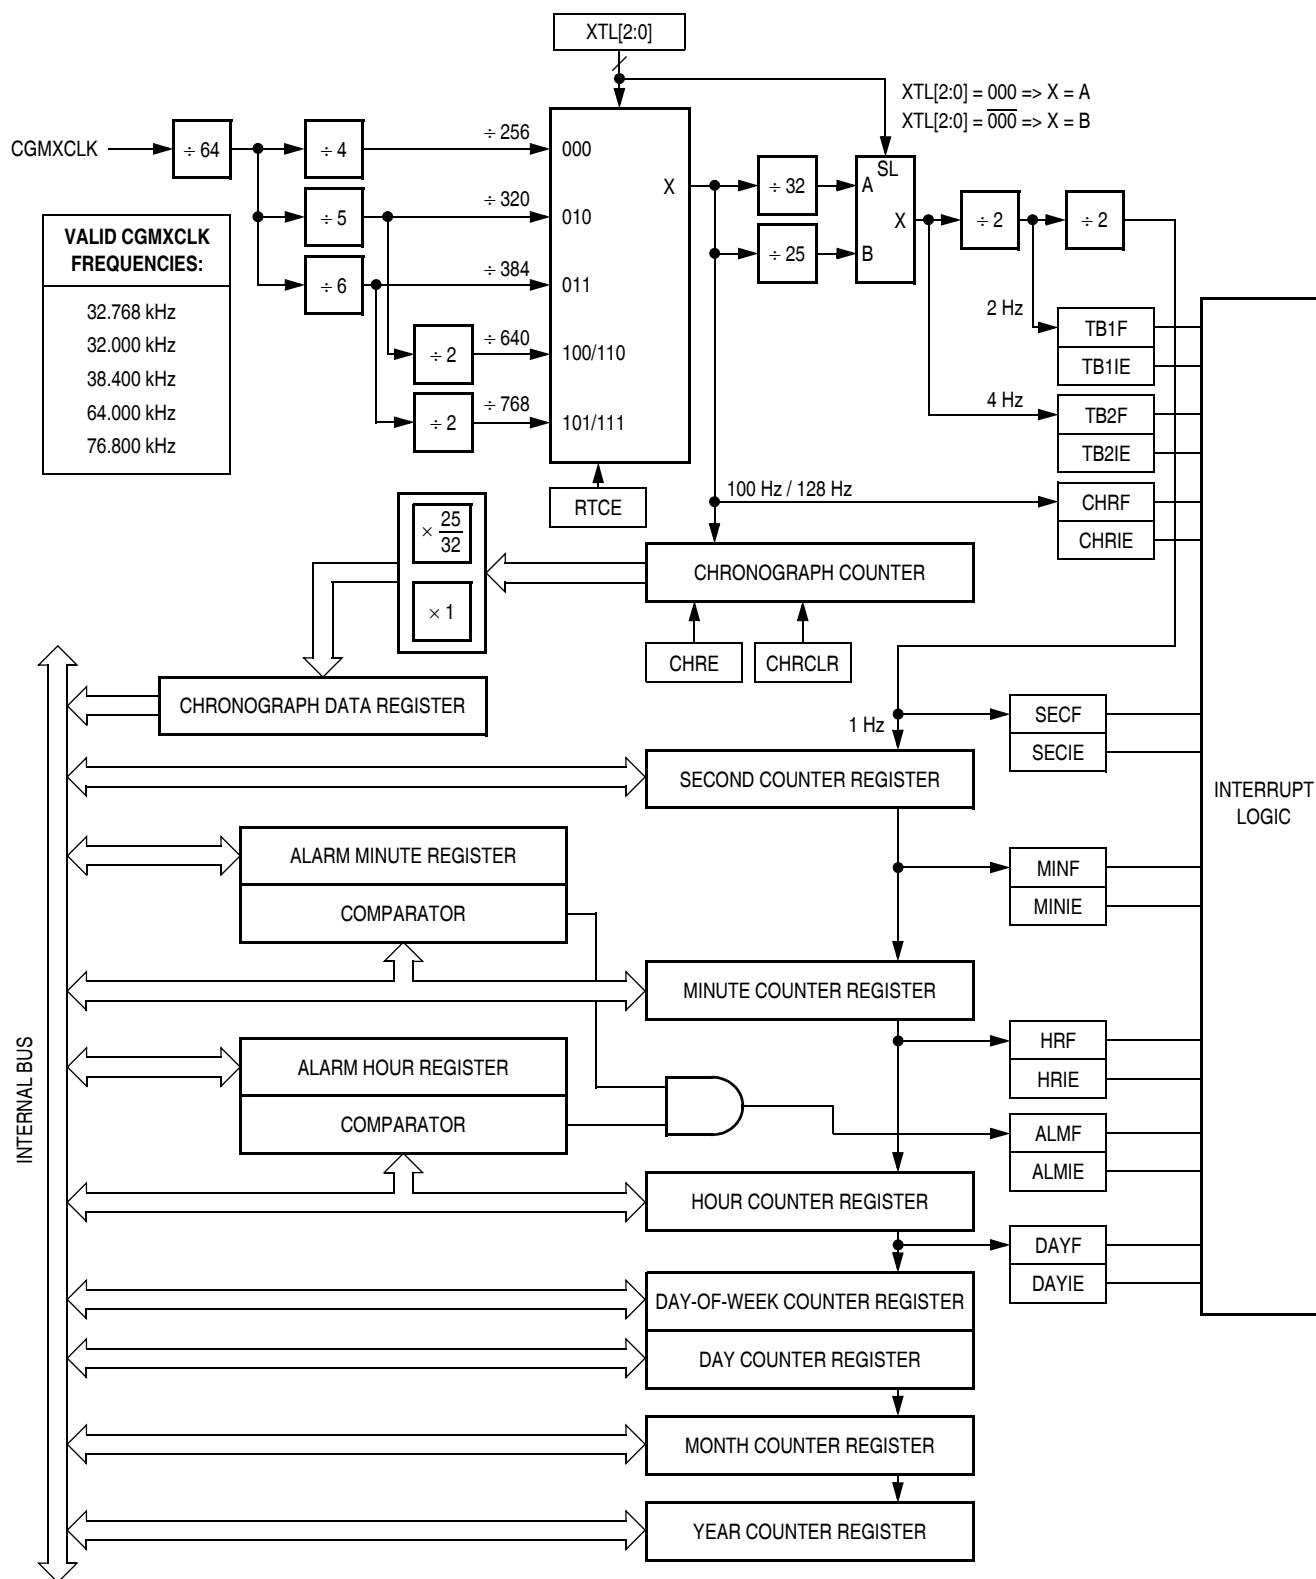 XTL[2:0]
XTL[2:0] = 000 => X = A
XTL[2:0] = 000 => X = B
CGMXCLK
÷ 64
÷ 4
÷ 256
000
÷ 5
÷ 320
010
÷ 6
÷ 384
011
÷ 2
÷ 640
100/110
÷ 2
÷ 768
101/111
X
RTCE
÷ 32
÷ 25
SL
A
B
X
÷ 2
÷ 2
VALID CGMXCLK
FREQUENCIES:
32.768 kHz
32.000 kHz
38.400 kHz
64.000 kHz
76.800 kHz
2 Hz
TB1F
TB1IE
4 Hz
TB2F
TB2IE
100 Hz / 128 Hz
CHRF
CHRIE
× 25
32
× 1
CHRONOGRAPH COUNTER
CHRE
CHRCLR
CHRONOGRAPH DATA REGISTER
1 Hz
SECF
SECIE
SECOND COUNTER REGISTER
INTERRUPT
LOGIC
ALARM MINUTE REGISTER
COMPARATOR
MINF
MINIE
MINUTE COUNTER REGISTER
INTERNAL BUS
ALARM HOUR REGISTER
COMPARATOR
HRF
HRIE
ALMF
ALMIE
HOUR COUNTER REGISTER
DAYF
DAYIE
DAY-OF-WEEK COUNTER REGISTER
DAY COUNTER REGISTER
MONTH COUNTER REGISTER
YEAR COUNTER REGISTER